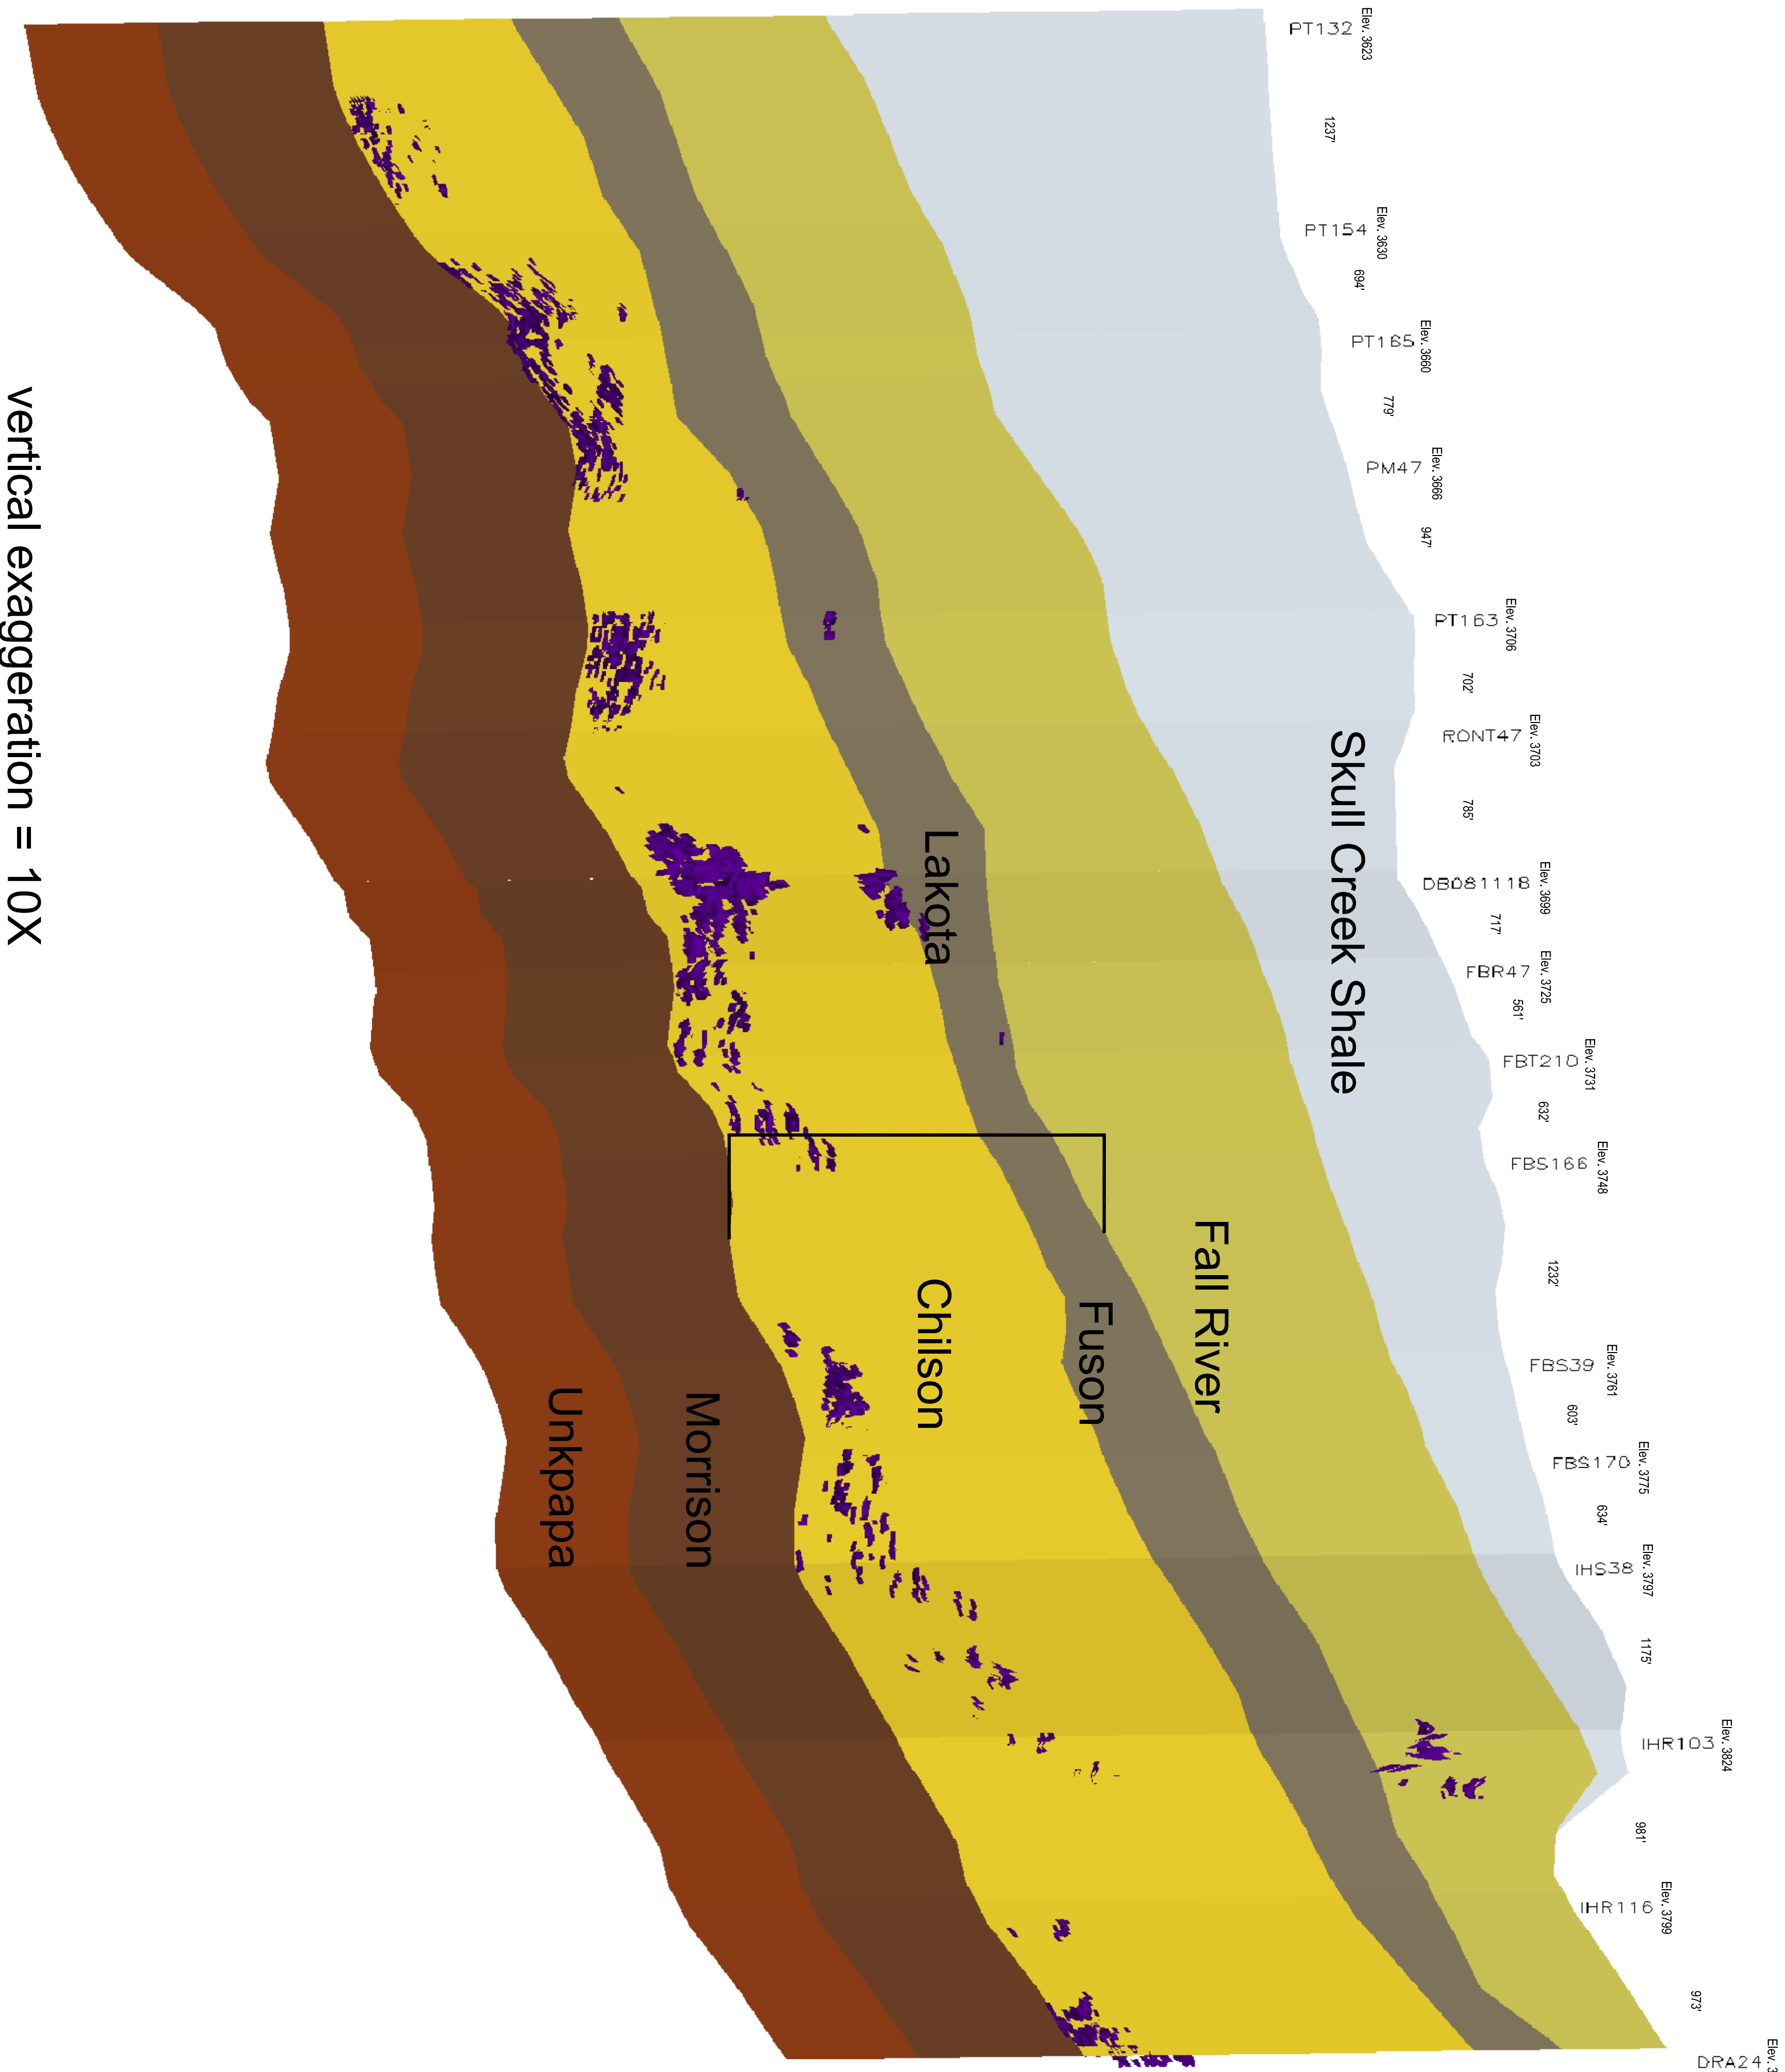 Elev. 3623
PT132
1237'
Elev. 3630
PT154
694'
Elev. 3660
PT165
779'
Elev. 3666
PM47
947'
Elev. 3706
PT163
702'
Elev. 3703
RONT47
785'
Elev. 3699
717'
Elev. 3725
FBR47
561'
Elev. 3731
FBT210
632'
Elev. 3748
FBS166
1232'
Elev. 3761
FBS39
603'
Elev. 3775
FBS170
634'
Elev. 3797
IHS38
1175'
Elev. 3824
IHR103
981'
Elev. 3799
IHR116
973'
Elev.
Skull Creek Shale
Fall River
Lakota
Fuson
Chilson
Morrison
Unkpapa
vertical exaggeration = 10X